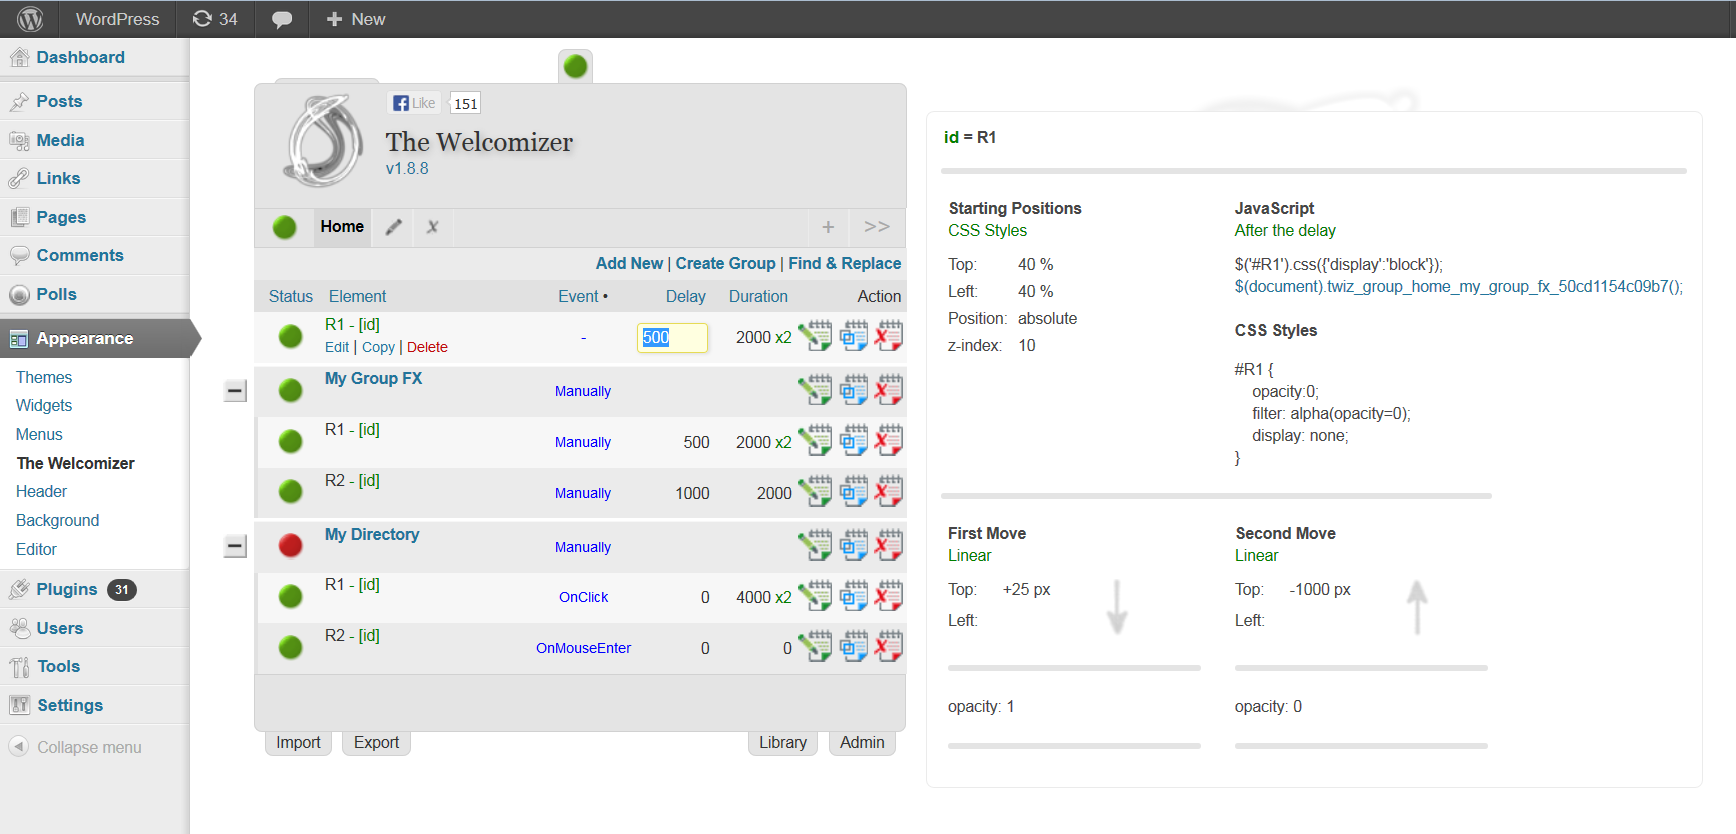 WordPress
34
New
Dashboard
Posts
Media
Links
Pages
Comments
Polls
Appearance
Themes
Widgets
Menus
The Welcomizer
Header
Background
Editor
Plugins 31
Users
Tools
Settings
Collapse menu
Like 151
The Welcomizer
v1.8.8
Home x + >>
Add New | Create Group | Find & Replace
Status Element Event • Delay Duration Action
R1 - [id]
Edit | Copy | Delete
- 500 2000 x2
My Group FX
Manually
R1 - [id]
Manually 500 2000 x2
R2 - [id]
Manually 1000 2000
My Directory
Manually
R1 - [id]
OnClick 0 4000 x2
R2 - [id]
OnMouseEnter 0 0
Import Export Library Admin
id = R1
Starting Positions
CSS Styles
Top: 40 %
Left: 40 %
Position: absolute
z-index: 10
JavaScript
After the delay
$('#R1').css({'display':'block'});
$(document).twiz_group_home_my_group_fx_50cd1154c09b7();
CSS Styles
#R1 {
opacity:0;
filter: alpha(opacity=0);
display: none;
}
First Move
Linear
Top: +25 px
Left:
opacity: 1
Second Move
Linear
Top: -1000 px
Left:
opacity: 0